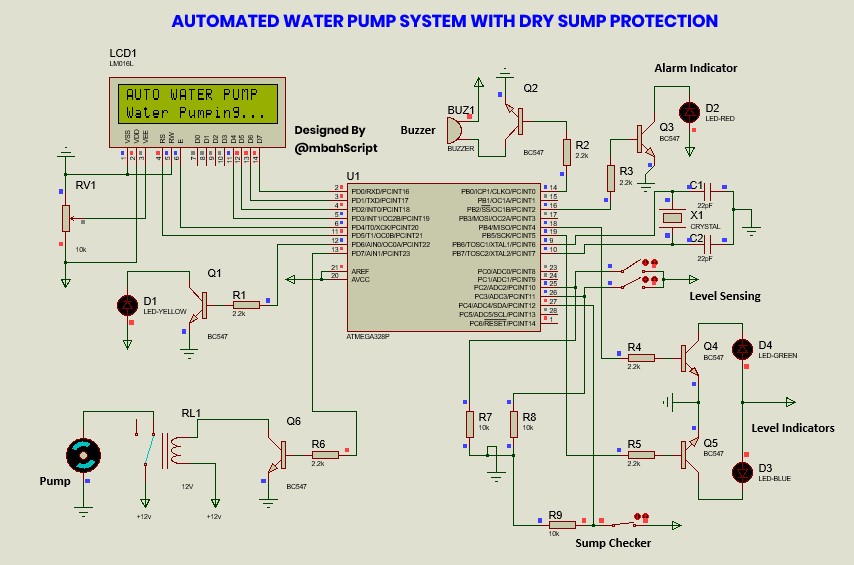 AUTOMATED WATER PUMP SYSTEM WITH DRY SUMP PROTECTION
LCD1
LM016L
AUTO WATER PUMP
Water Pumping...
VSS VDD VEE RS RW E D0 D1 D2 D3 D4 D5 D6 D7
1 2 3 4 5 6 7 8 9 10 11 12 13 14
Designed By
@mbahScript
Buzzer
BUZ1
BUZZER
Q2
BC547
R2
2.2k
Alarm Indicator
D2
LED-RED
Q3
BC547
R3
2.2k
RV1
10k
U1
2 PD0/RXD/PCINT16
3 PD1/TXD/PCINT17
4 PD2/INT0/PCINT18
5 PD3/INT1/OC2B/PCINT19
6 PD4/T0/XCK/PCINT20
11 PD5/T1/OC0B/PCINT21
12 PD6/AIN0/OC0A/PCINT22
13 PD7/AIN1/PCINT23
21 AREF
20 AVCC
PB0/ICP1/CLKO/PCINT0 14
PB1/OC1A/PCINT1 15
PB2/SS/OC1B/PCINT2 16
PB3/MOSI/OC2A/PCINT3 17
PB4/MISO/PCINT4 18
PB5/SCK/PCINT5 19
PB6/TOSC1/XTAL1/PCINT6 9
PB7/TOSC2/XTAL2/PCINT7 10
PC0/ADC0/PCINT8 23
PC1/ADC1/PCINT9 24
PC2/ADC2/PCINT10 25
PC3/ADC3/PCINT11 26
PC4/ADC4/SDA/PCINT12 27
PC5/ADC5/SCL/PCINT13 28
PC6/RESET/PCINT14 1
ATMEGA328P
C1
22pF
X1
CRYSTAL
C2
22pF
Level Sensing
Q1
BC547
R1
2.2k
D1
LED-YELLOW
R4
2.2k
Q4
BC547
D4
LED-GREEN
Level Indicators
R5
2.2k
Q5
BC547
D3
LED-BLUE
R7
10k
R8
10k
RL1
12V
Q6
BC547
R6
2.2k
Pump
+12v
+12v
R9
10k
Sump Checker